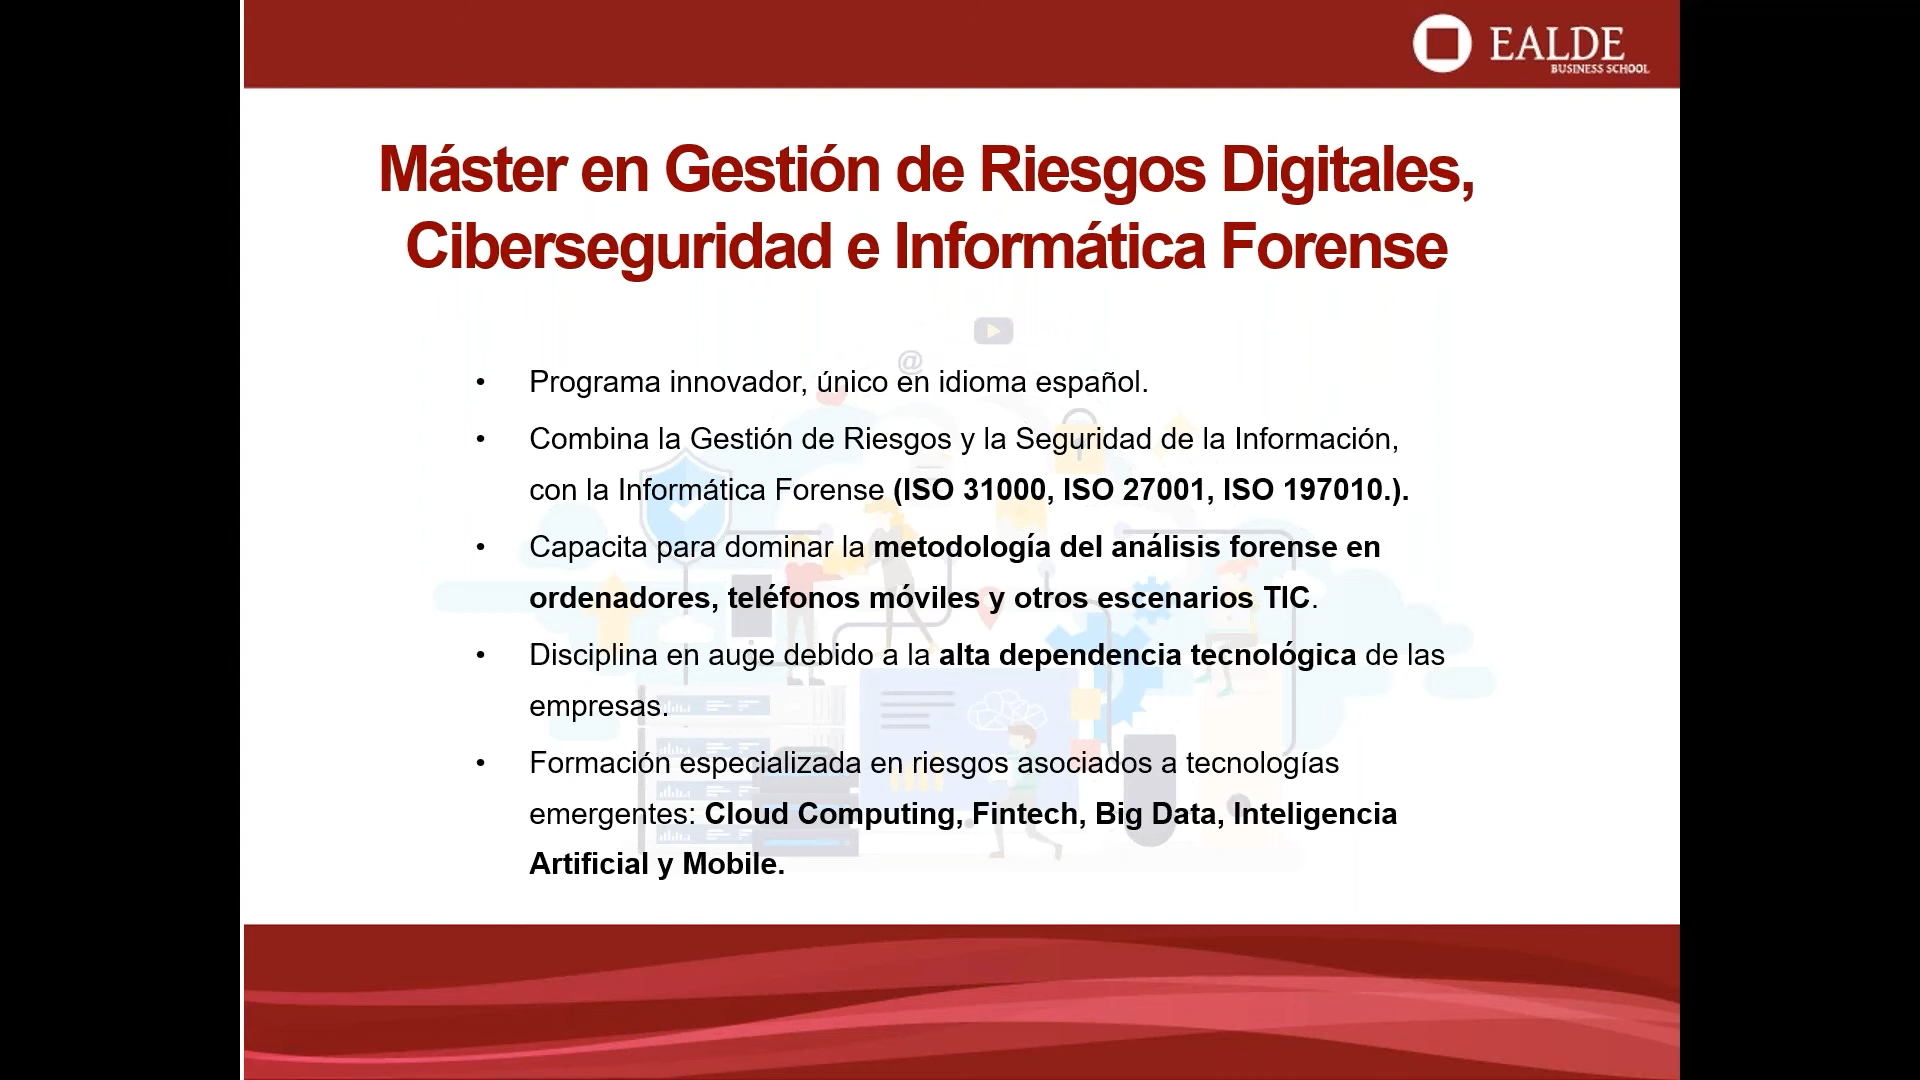 EALDE
BUSINESS SCHOOL
Máster en Gestión de Riesgos Digitales,
Ciberseguridad e Informática Forense
@
• Programa innovador, único en idioma español.
• Combina la Gestión de Riesgos y la Seguridad de la Información,
con la Informática Forense (ISO 31000, ISO 27001, ISO 197010.).
• Capacita para dominar la metodología del análisis forense en
ordenadores, teléfonos móviles y otros escenarios TIC.
• Disciplina en auge debido a la alta dependencia tecnológica de las
empresas.
• Formación especializada en riesgos asociados a tecnologías
emergentes: Cloud Computing, Fintech, Big Data, Inteligencia
Artificial y Mobile.